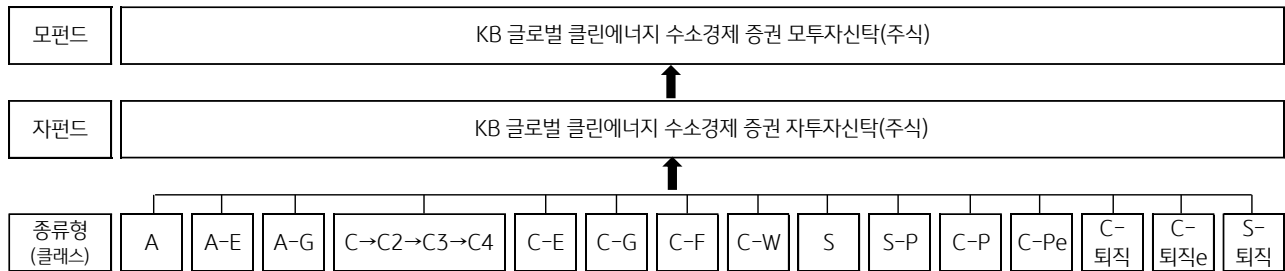 모펀드
KB 글로벌 클린에너지 수소경제 증권 모투자신탁(주식)
자펀드
KB 글로벌 클린에너지 수소경제 증권 자투자신탁(주식)
종류형
(클래스)
A
A-E
A-G
C→C2→C3→C4
C-E
C-G
C-F
C-W
S
S-P
C-P
C-Pe
C-
퇴직
C-
퇴직e
S-
퇴직